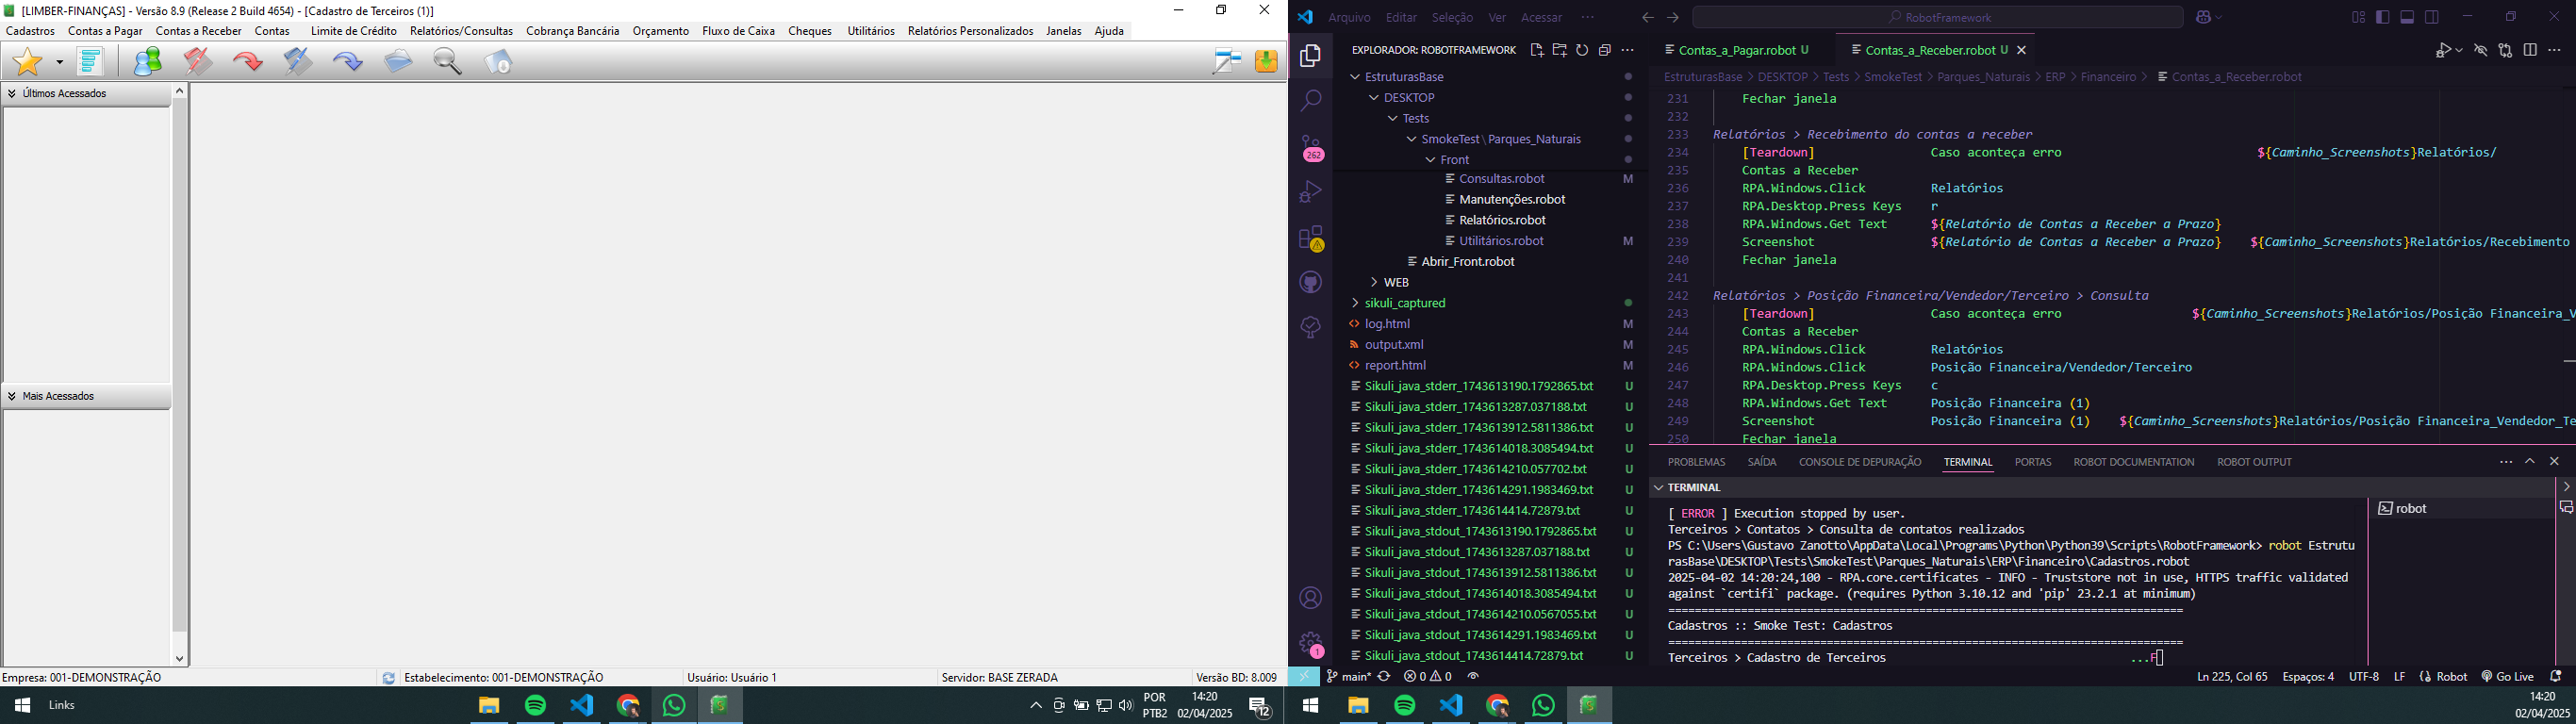 [LIMBER-FINANÇAS] - Versão 8.9 (Release 2 Build 4654) - [Cadastro de Terceiros (1)]
Cadastros Contas a Pagar Contas a Receber Contas Limite de Crédito Relatórios/Consultas Cobrança Bancária Orçamento Fluxo de Caixa Cheques Utilitários Relatórios Personalizados Janelas Ajuda
Últimos Acessados
Mais Acessados
Empresa: 001-DEMONSTRAÇÃO Estabelecimento: 001-DEMONSTRAÇÃO Usuário: Usuário 1 Servidor: BASE ZERADA Versão BD: 8.009
Links
POR
PTB2
14:20
02/04/2025
12
Arquivo Editar Seleção Ver Acessar ···
RobotFramework
EXPLORADOR: ROBOTFRAMEWORK
EstruturasBase
DESKTOP
Tests
SmokeTest\Parques_Naturais
Front
Consultas.robot M
Manutenções.robot
Relatórios.robot
Utilitários.robot M
Abrir_Front.robot
WEB
sikuli_captured
log.html M
output.xml M
report.html M
Sikuli_java_stderr_1743613190.1792865.txt U
Sikuli_java_stderr_1743613287.037188.txt U
Sikuli_java_stderr_1743613912.5811386.txt U
Sikuli_java_stderr_1743614018.3085494.txt U
Sikuli_java_stderr_1743614210.057702.txt U
Sikuli_java_stderr_1743614291.1983469.txt U
Sikuli_java_stderr_1743614414.72879.txt U
Sikuli_java_stdout_1743613190.1792865.txt U
Sikuli_java_stdout_1743613287.037188.txt U
Sikuli_java_stdout_1743613912.5811386.txt U
Sikuli_java_stdout_1743614018.3085494.txt U
Sikuli_java_stdout_1743614210.0567055.txt U
Sikuli_java_stdout_1743614291.1983469.txt U
Sikuli_java_stdout_1743614414.72879.txt U
262
1
Contas_a_Pagar.robot U Contas_a_Receber.robot U
EstruturasBase > DESKTOP > Tests > SmokeTest > Parques_Naturais > ERP > Financeiro > Contas_a_Receber.robot
231 Fechar janela
232
233 Relatórios > Recebimento do contas a receber
234 [Teardown] Caso aconteça erro ${Caminho_Screenshots}Relatórios/
235 Contas a Receber
236 RPA.Windows.Click Relatórios
237 RPA.Desktop.Press Keys r
238 RPA.Windows.Get Text ${Relatório de Contas a Receber a Prazo}
239 Screenshot ${Relatório de Contas a Receber a Prazo} ${Caminho_Screenshots}Relatórios/Recebimento
240 Fechar janela
241
242 Relatórios > Posição Financeira/Vendedor/Terceiro > Consulta
243 [Teardown] Caso aconteça erro ${Caminho_Screenshots}Relatórios/Posição Financeira_V
244 Contas a Receber
245 RPA.Windows.Click Relatórios
246 RPA.Windows.Click Posição Financeira/Vendedor/Terceiro
247 RPA.Desktop.Press Keys c
248 RPA.Windows.Get Text Posição Financeira (1)
249 Screenshot Posição Financeira (1) ${Caminho_Screenshots}Relatórios/Posição Financeira_Vendedor_Te
250 Fechar janela
PROBLEMAS SAÍDA CONSOLE DE DEPURAÇÃO TERMINAL PORTAS ROBOT DOCUMENTATION ROBOT OUTPUT
TERMINAL
robot
[ ERROR ] Execution stopped by user.
Terceiros > Contatos > Consulta de contatos realizados
PS C:\Users\Gustavo Zanotto\AppData\Local\Programs\Python\Python39\Scripts\RobotFramework> robot Estrutu
rasBase\DESKTOP\Tests\SmokeTest\Parques_Naturais\ERP\Financeiro\Cadastros.robot
2025-04-02 14:20:24,100 - RPA.core.certificates - INFO - Truststore not in use, HTTPS traffic validated
against `certifi` package. (requires Python 3.10.12 and 'pip' 23.2.1 at minimum)
==============================================================================
Cadastros :: Smoke Test: Cadastros
==============================================================================
Terceiros > Cadastro de Terceiros ...F
main* 0 0 Ln 225, Col 65 Espaços: 4 UTF-8 LF Robot Go Live
14:20
02/04/2025